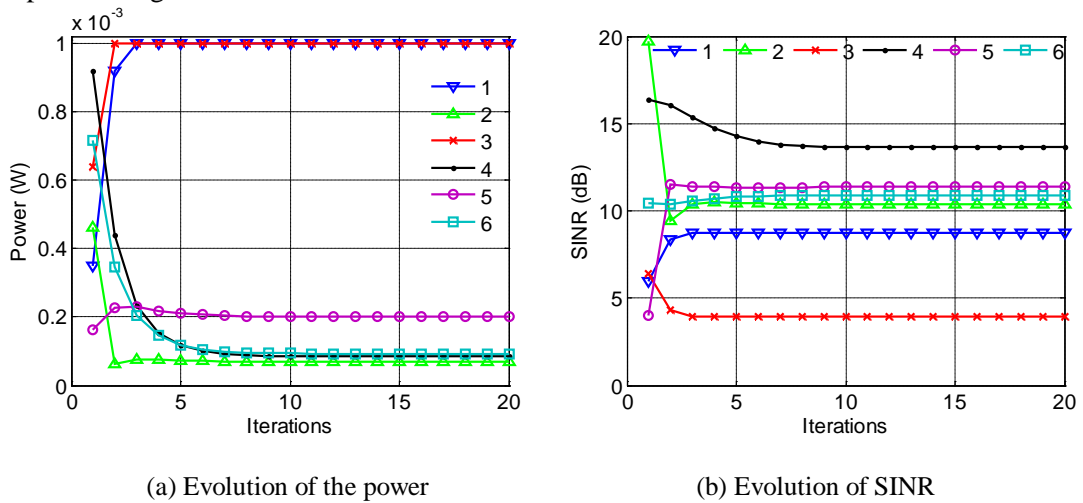 x 10⁻³
1
0.8
0.6
0.4
0.2
0
Power (W)
1
2
3
4
5
6
0 5 10 15 20
Iterations
20
15
10
5
0
SINR (dB)
1 2 3 4 5 6
0 5 10 15 20
Iterations
(a) Evolution of the power
(b) Evolution of SINR